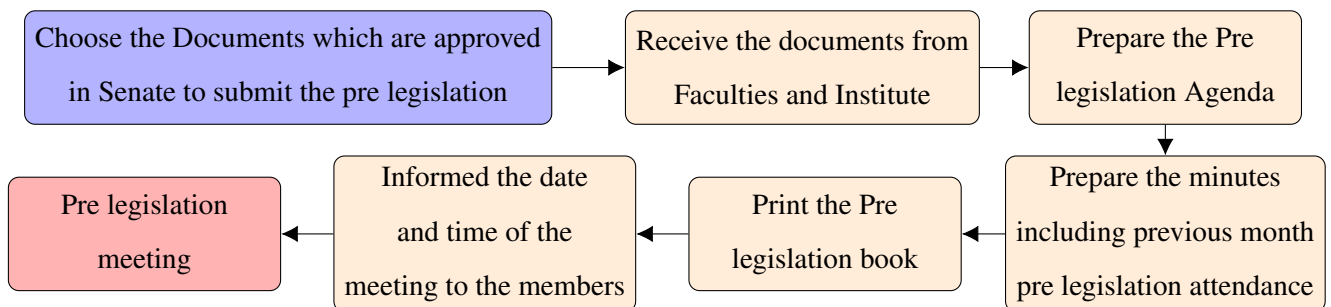 Choose the Documents which are approved
in Senate to submit the pre legislation
Receive the documents from
Faculties and Institute
Prepare the Pre
legislation Agenda
Prepare the minutes
including previous month
pre legislation attendance
Print the Pre
legislation book
Informed the date
and time of the
meeting to the members
Pre legislation
meeting